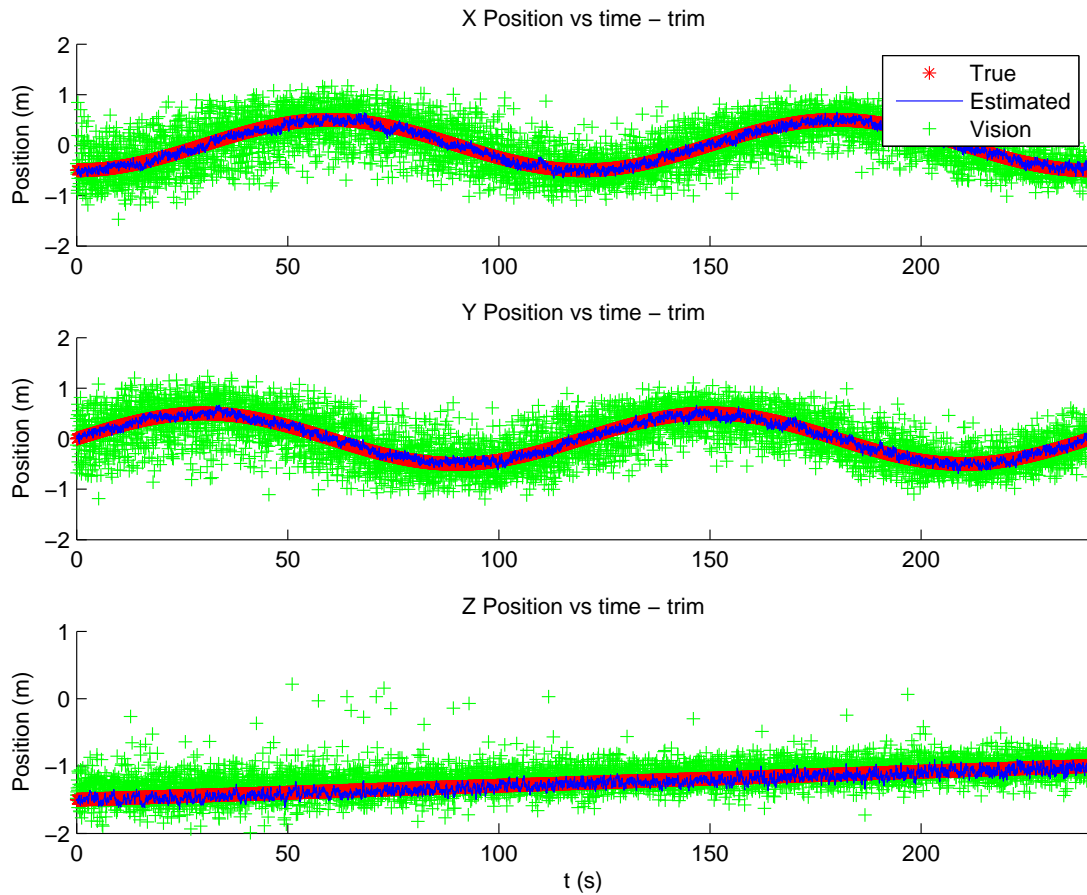 X Position vs time − trim
2
1
0
−1
−2
Position (m)
0 50 100 150 200
True
Estimated
Vision
Y Position vs time − trim
2
1
0
−1
−2
Position (m)
0 50 100 150 200
Z Position vs time − trim
1
0
−1
−2
Position (m)
0 50 100 150 200
t (s)